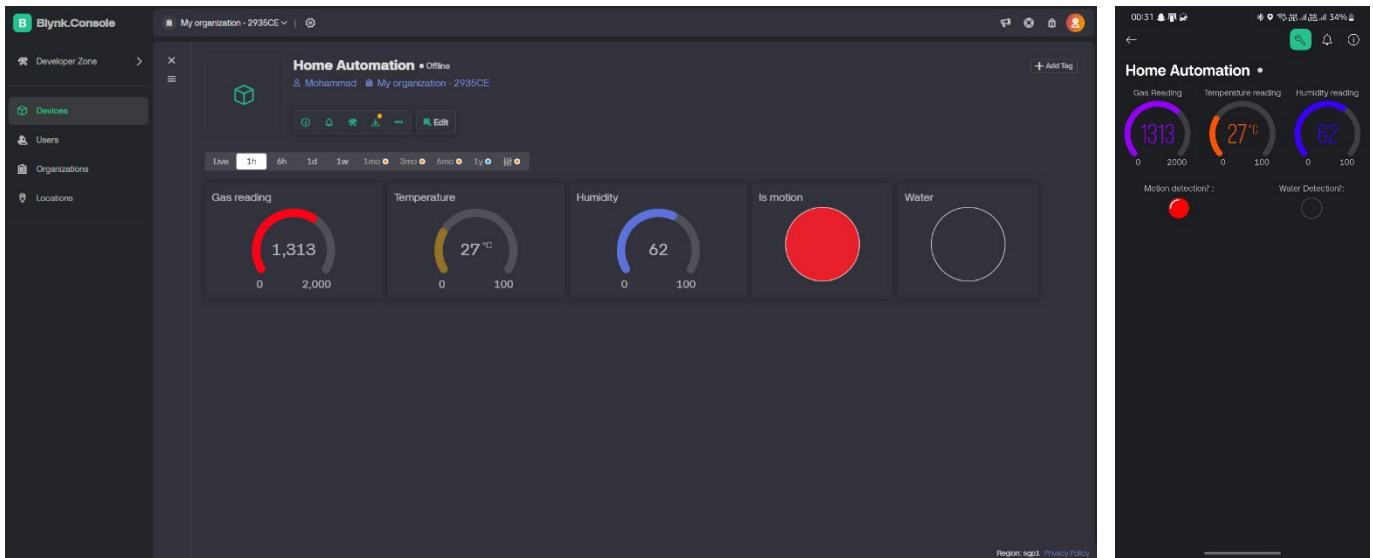 B Blynk.Console
My organization - 2935CE
Developer Zone
Devices
Users
Organizations
Locations
Home Automation • Offline
Mohammad My organization - 2935CE
Edit
+ Add Tag
Live 1h 6h 1d 1w 1mo 3mo 6mo 1y
Gas reading
1,313
0 2,000
Temperature
27 °C
0 100
Humidity
62
0 100
Is motion
Water
Region: sgp1 Privacy Policy
00:31 34%
Home Automation •
Gas Reading Temperature reading Humidity reading
1313 27°C 62
0 2000 0 100 0 100
Motion detection? : Water Detection?: